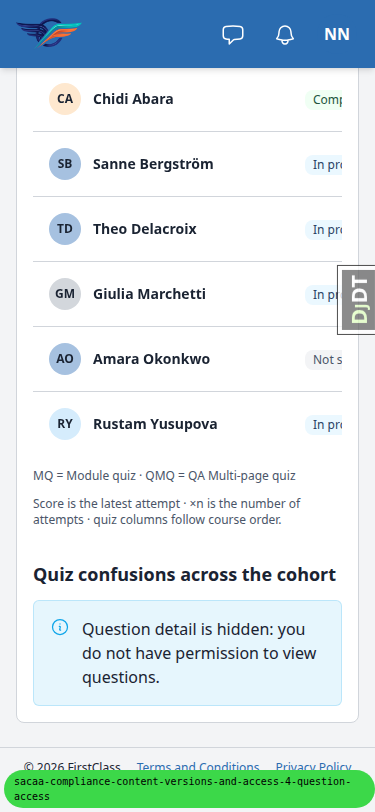 NN
CA Chidi Abara Comp
SB Sanne Bergström In pro
TD Theo Delacroix In pro
GM Giulia Marchetti In pr
DJDT
AO Amara Okonkwo Not s
RY Rustam Yusupova In pro
MQ = Module quiz · QMQ = QA Multi-page quiz
Score is the latest attempt · ×n is the number of
attempts · quiz columns follow course order.
Quiz confusions across the cohort
Question detail is hidden: you
do not have permission to view
questions.
© 2026 FirstClass Terms and Conditions Privacy Policy
sacaa-compliance-content-versions-and-access-4-question-
access